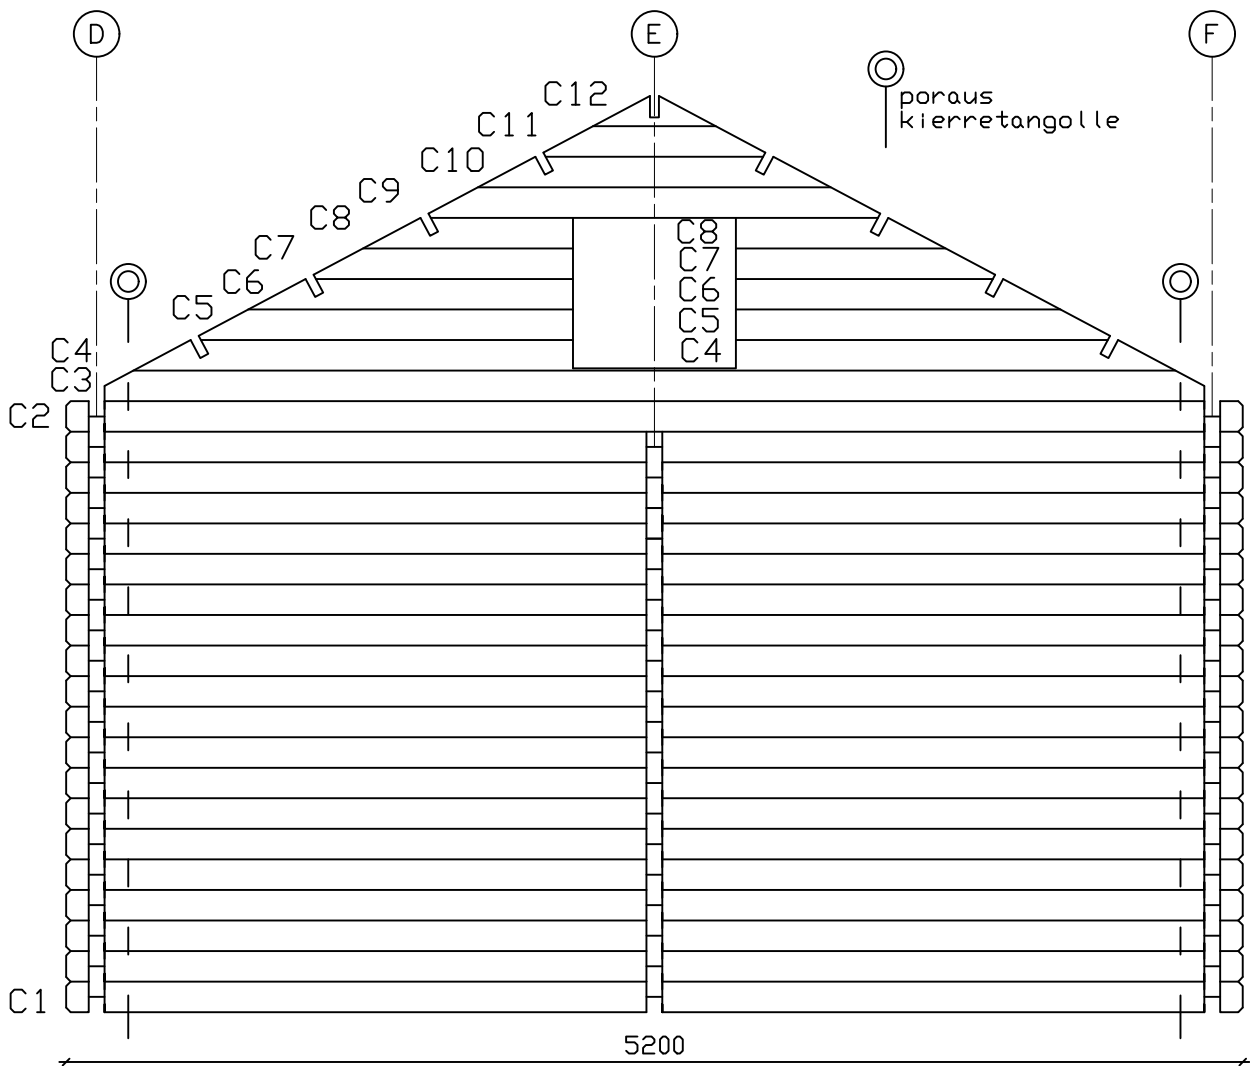 D
E
F
C12
poraus
kierretangolle
C11
C10
C9
C8
C8
C7
C7
C6
C6
C5
C5
C4
C4
C3
C2
C1
5200